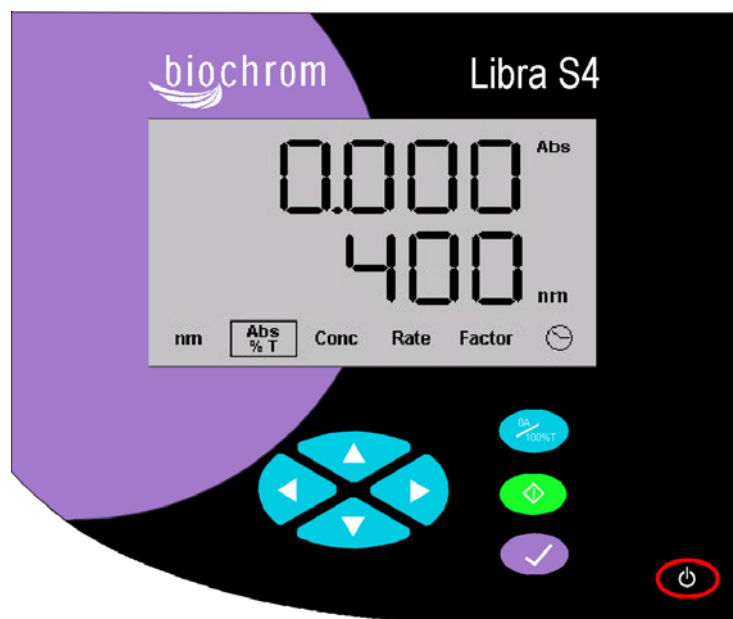 biochrom Libra S4
0.000 Abs
400 nm
nm Abs % T Conc Rate Factor
0A/100%T